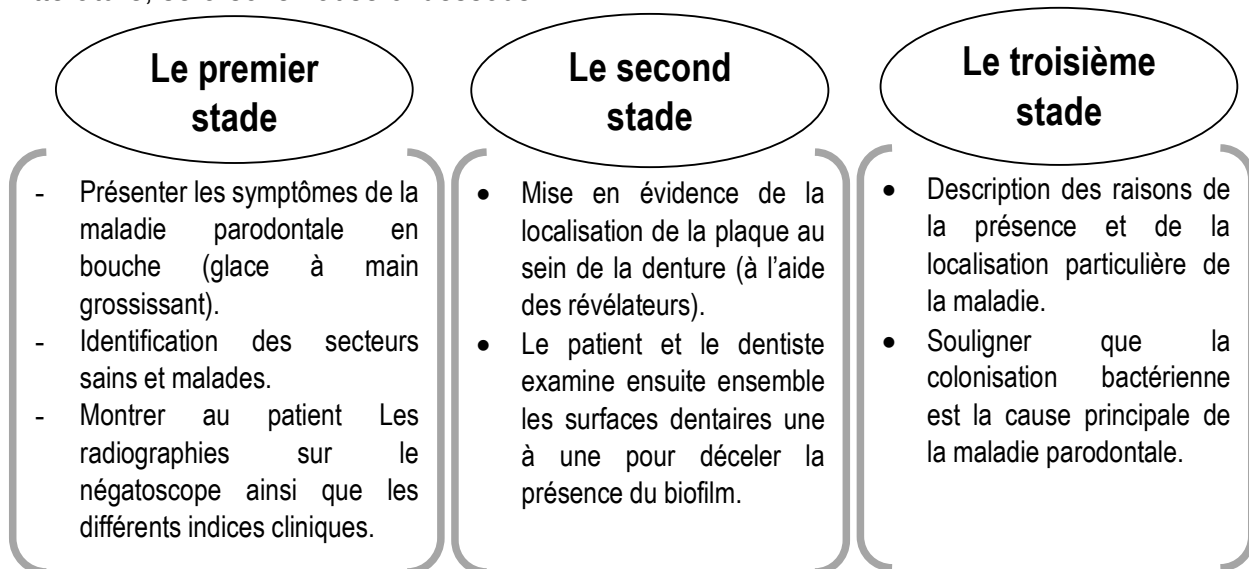 Le premier
stade
- Présenter les symptômes de la
maladie parodontale en
bouche (glace à main
grossissant).
- Identification des secteurs
sains et malades.
- Montrer au patient Les
radiographies sur le
négatoscope ainsi que les
différents indices cliniques.
Le second
stade
• Mise en évidence de la
localisation de la plaque au
sein de la denture (à l'aide
des révélateurs).
• Le patient et le dentiste
examine ensuite ensemble
les surfaces dentaires une
à une pour déceler la
présence du biofilm.
Le troisième
stade
• Description des raisons de
la présence et de la
localisation particulière de
la maladie.
• Souligner que la
colonisation bactérienne
est la cause principale de
la maladie parodontale.